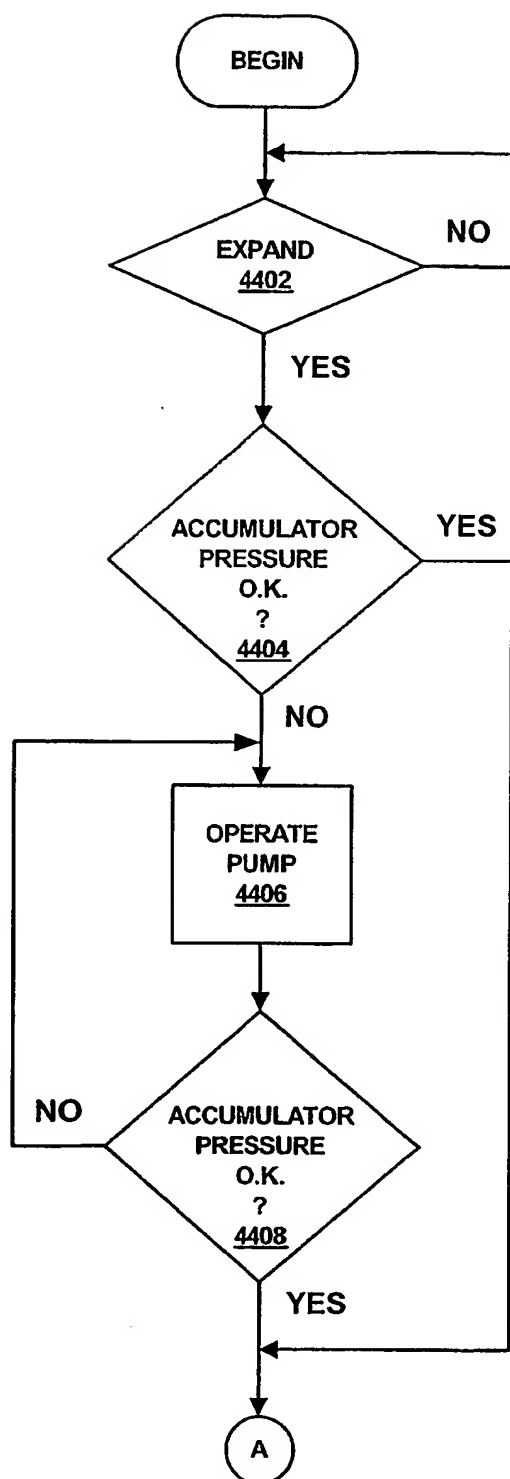 BEGIN
EXPAND
4402
NO
YES
ACCUMULATOR
PRESSURE
O.K.
?
4404
YES
NO
OPERATE
PUMP
4406
ACCUMULATOR
PRESSURE
O.K.
?
4408
NO
YES
A